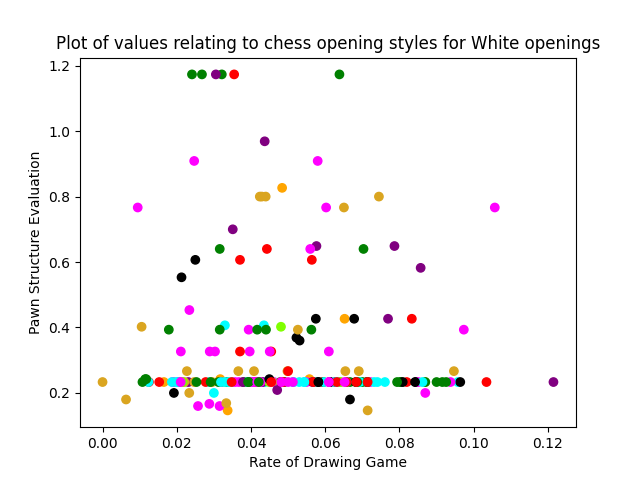 Plot of values relating to chess opening styles for White openings
Pawn Structure Evaluation
1.2
1.0
0.8
0.6
0.4
0.2
0.00 0.02 0.04 0.06 0.08 0.10 0.12
Rate of Drawing Game